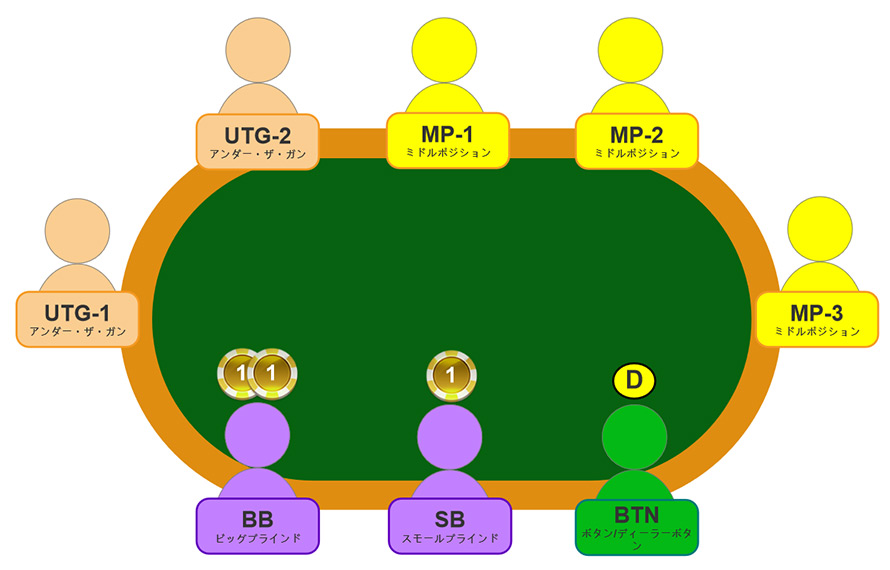 UTG-2
アンダー・ザ・ガン
MP-1
ミドルポジション
MP-2
ミドルポジション
UTG-1
アンダー・ザ・ガン
MP-3
ミドルポジション
1 1
1
D
BB
ビッグブラインド
SB
スモールブラインド
BTN
ボタン/ディーラーボタ
ン